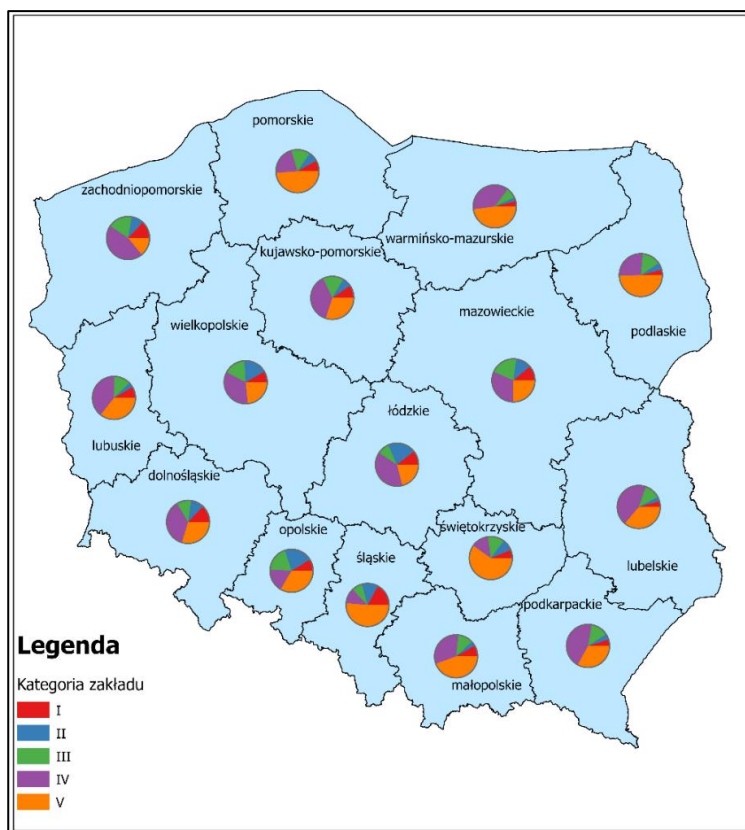 pomorskie
zachodniopomorskie
warmińsko-mazurskie
kujawsko-pomorskie
mazowieckie
podlaskie
wielkopolskie
łódzkie
lubuskie
dolnośląskie
opolskie
świętokrzyskie
śląskie
lubelskie
podkarpackie
małopolskie
Legenda
Kategoria zakładu
I
II
III
IV
V